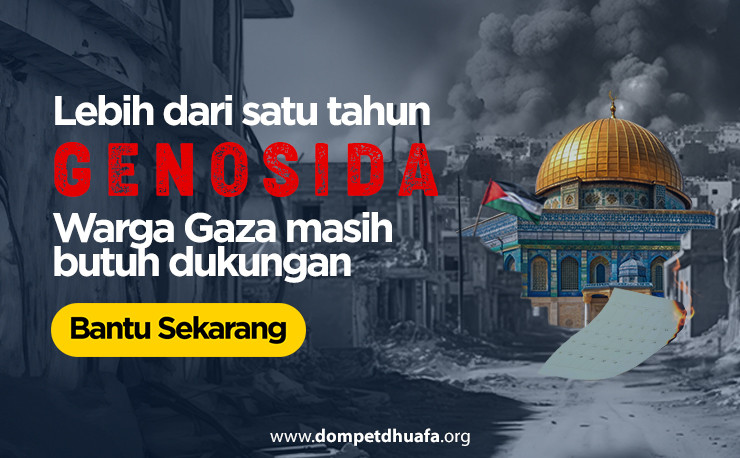 Lebih dari satu tahun
GENOSIDA
Warga Gaza masih
butuh dukungan
Bantu Sekarang
www.dompetdhuafa.org